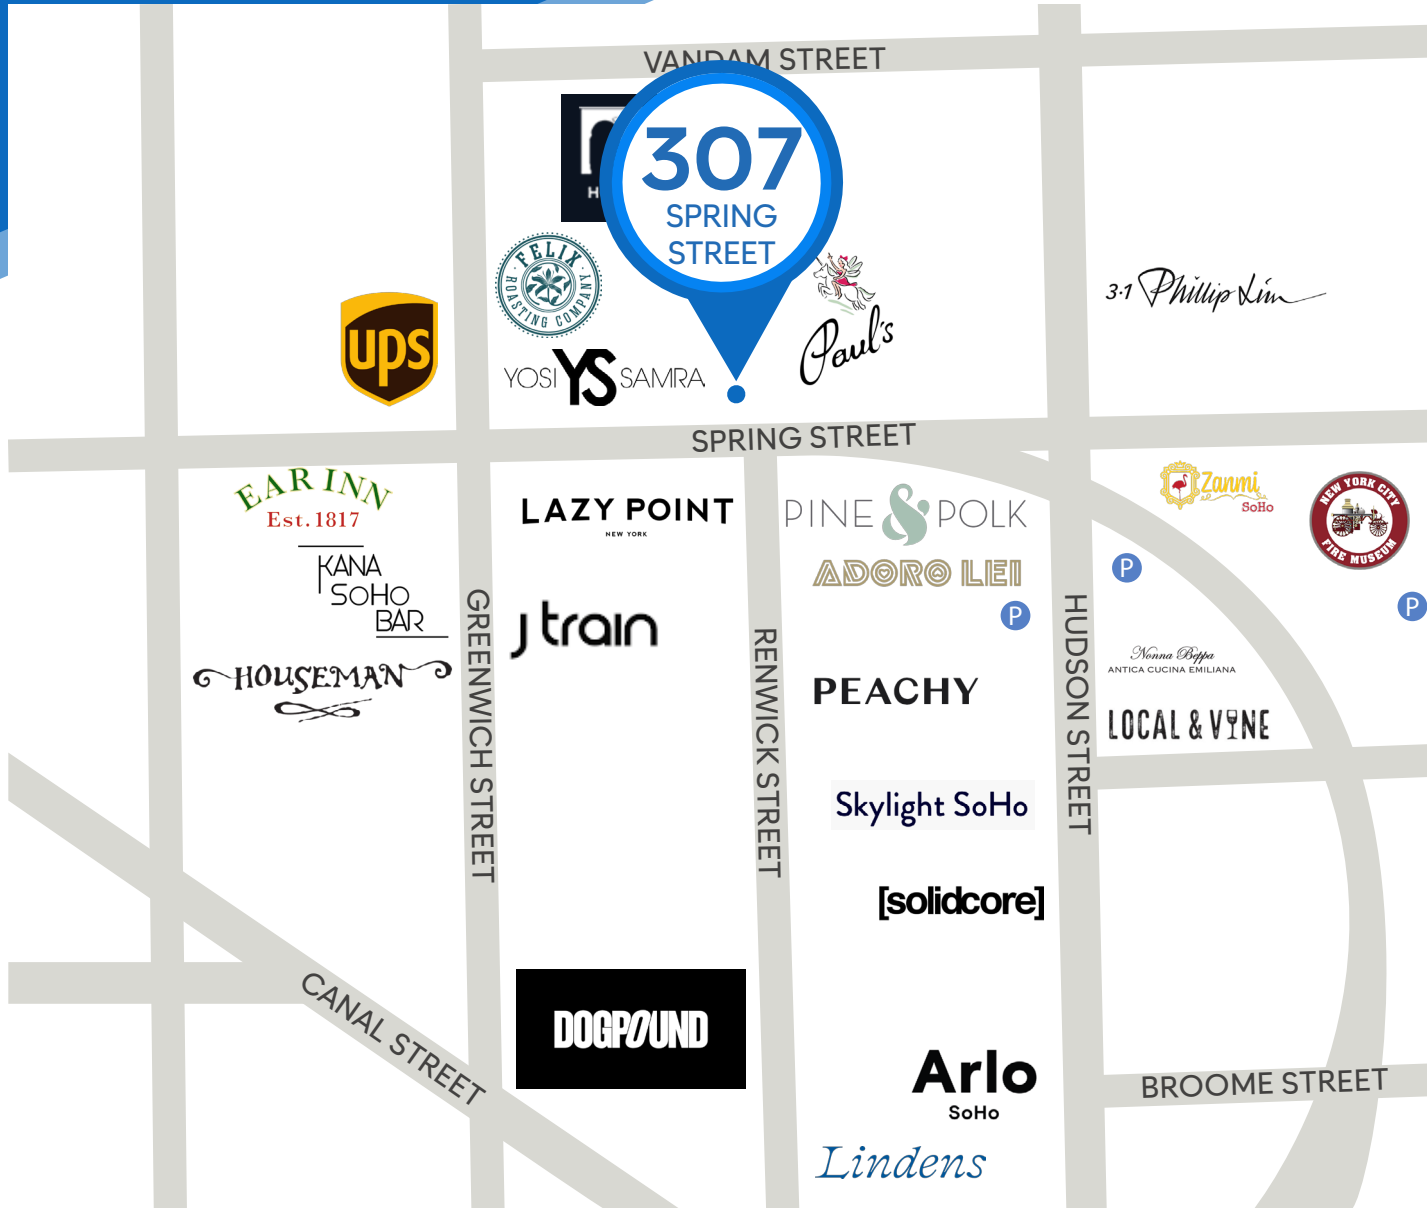 VANDAM STREET
307
SPRING
STREET
FELIX
ROASTING COMPANY
Paul's
3.1 Phillip Lim
ups
YOSI YS SAMRA
SPRING STREET
EAR INN
Est. 1817
LAZY POINT
NEW YORK
PINE & POLK
Zanmi
SoHo
NEW YORK CITY
FIRE MUSEUM
KANA
SOHO
BAR
ADORO LEI
P
P
P
J train
HOUSEMAN
GREENWICH STREET
RENWICK STREET
HUDSON STREET
PEACHY
Nonna Beppa
ANTICA CUCINA EMILIANA
LOCAL & VINE
Skylight SoHo
[solidcore]
CANAL STREET
DOGPOUND
Arlo
SoHo
BROOME STREET
Lindens